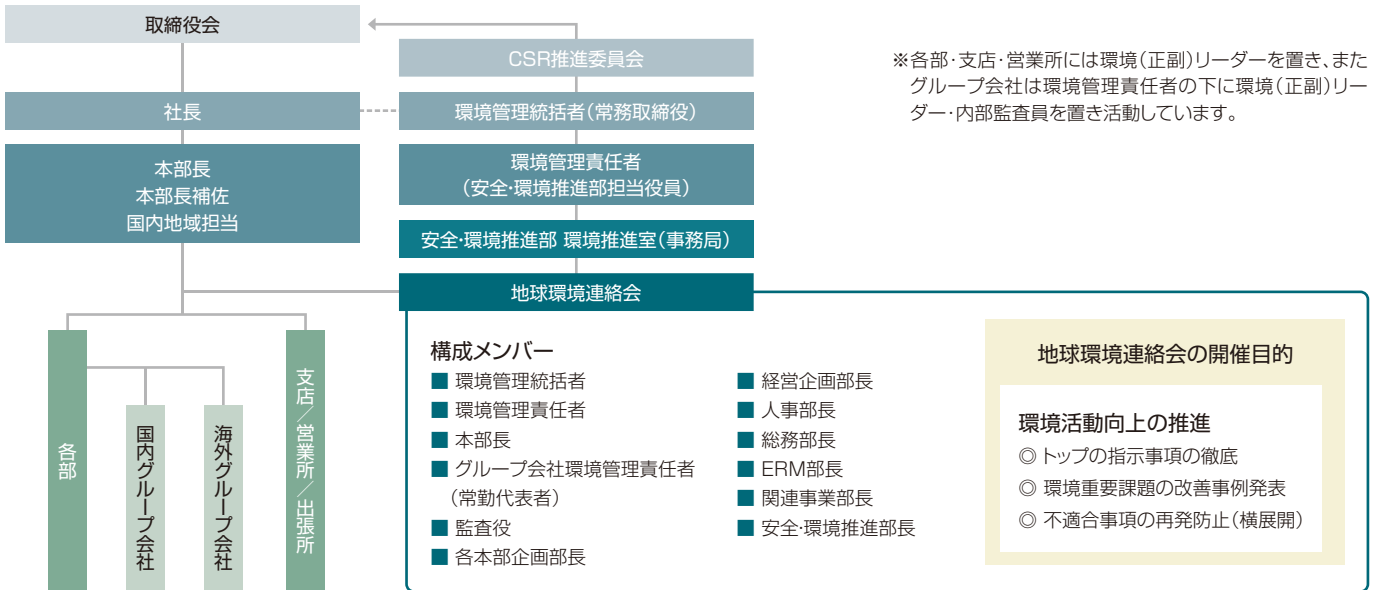 取締役会
CSR推進委員会
社長
環境管理統括者(常務取締役)
本部長
本部長補佐
国内地域担当
環境管理責任者
(安全・環境推進部担当役員)
安全・環境推進部 環境推進室(事務局)
地球環境連絡会
※各部・支店・営業所には環境(正副)リーダーを置き、また
グループ会社は環境管理責任者の下に環境(正副)リー
ダー・内部監査員を置き活動しています。
各部
国内グループ会社
海外グループ会社
支店/営業所/出張所
構成メンバー
■ 環境管理統括者
■ 環境管理責任者
■ 本部長
■ グループ会社環境管理責任者
(常勤代表者)
■ 監査役
■ 各本部企画部長
■ 経営企画部長
■ 人事部長
■ 総務部長
■ ERM部長
■ 関連事業部長
■ 安全・環境推進部長
地球環境連絡会の開催目的
環境活動向上の推進
◎ トップの指示事項の徹底
◎ 環境重要課題の改善事例発表
◎ 不適合事項の再発防止(横展開)